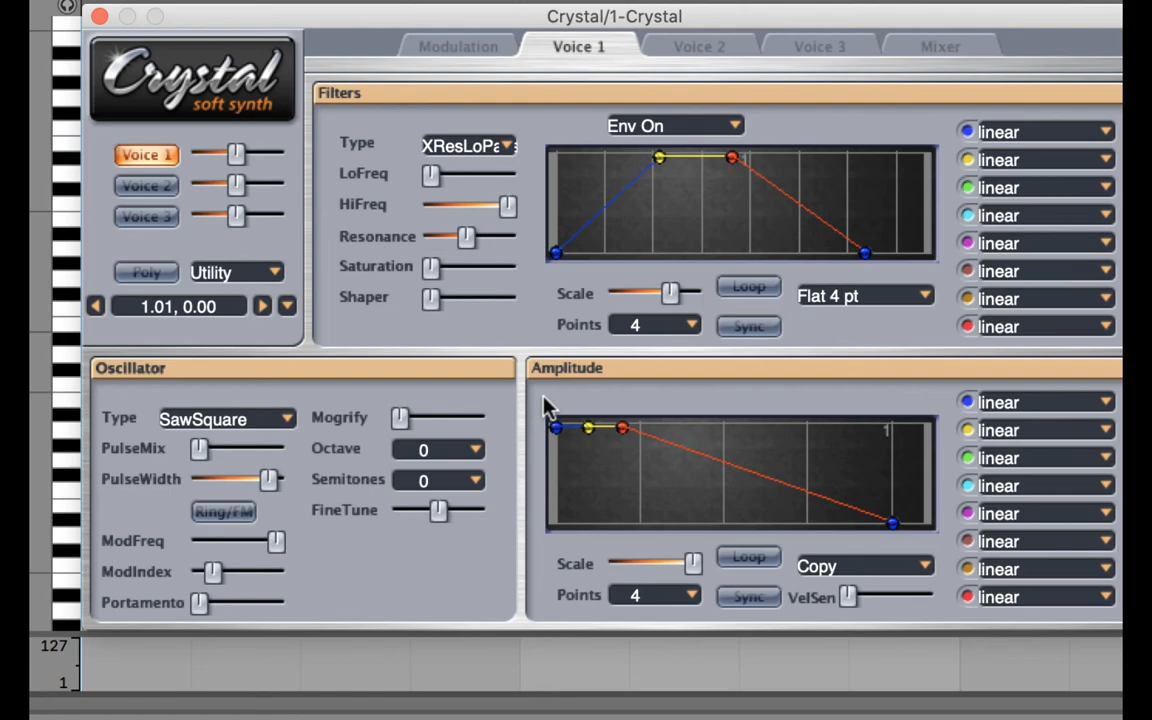 Crystal/1-Crystal
Crystal
soft synth
Modulation
Voice 1
Voice 2
Voice 3
Mixer
Voice 1
Voice 2
Voice 3
Poly
Utility
1.01, 0.00
Filters
Type
XResLoPa
LoFreq
HiFreq
Resonance
Saturation
Shaper
Env On
Scale
Loop
Flat 4 pt
Points
4
Sync
linear
linear
linear
linear
linear
linear
linear
linear
Oscillator
Type
SawSquare
Mogrify
PulseMix
Octave
0
PulseWidth
Semitones
0
Ring/FM
FineTune
ModFreq
ModIndex
Portamento
Amplitude
1
Scale
Loop
Copy
Points
4
Sync
VelSen
linear
linear
linear
linear
linear
linear
linear
linear
127
1